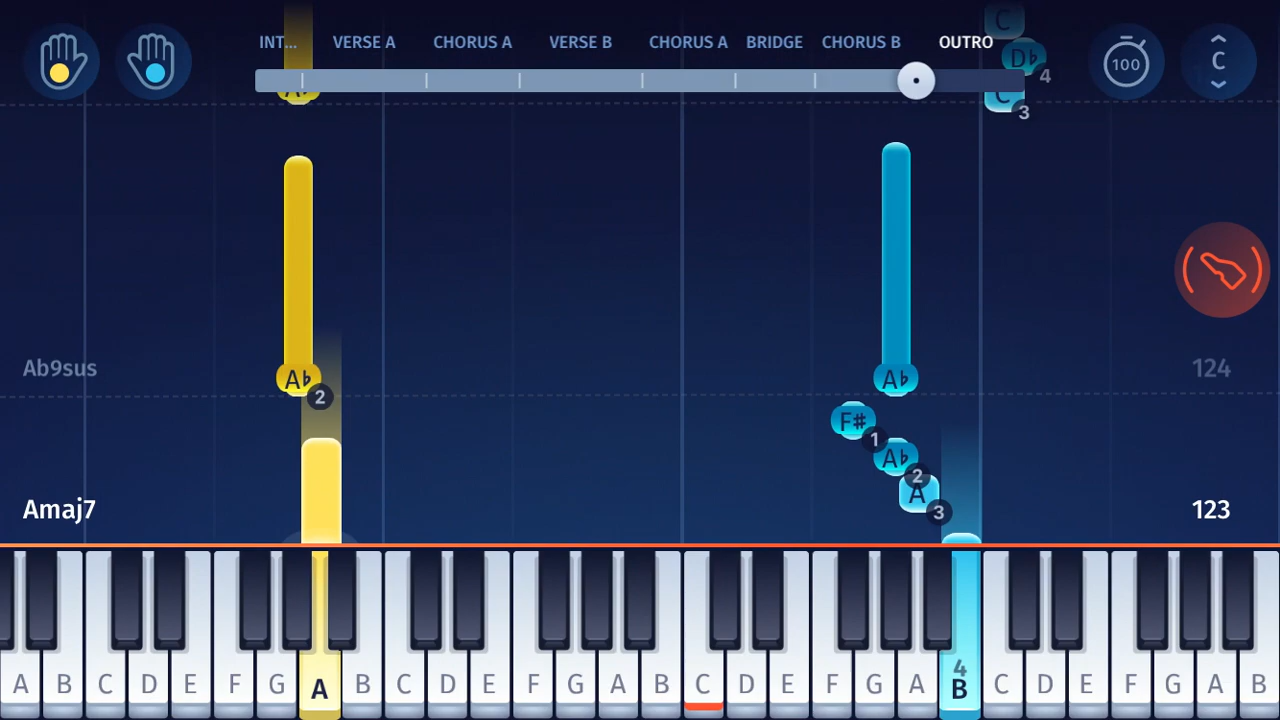 INT... VERSE A CHORUS A VERSE B CHORUS A BRIDGE CHORUS B OUTRO
C
100
C
D♭
4
C
3
Ab9sus
124
A♭
2
A♭
F#
1
A♭
2
A
3
Amaj7
123
4
A B C D E F G A B C D E F G A B C D E F G A B C D E F G A B